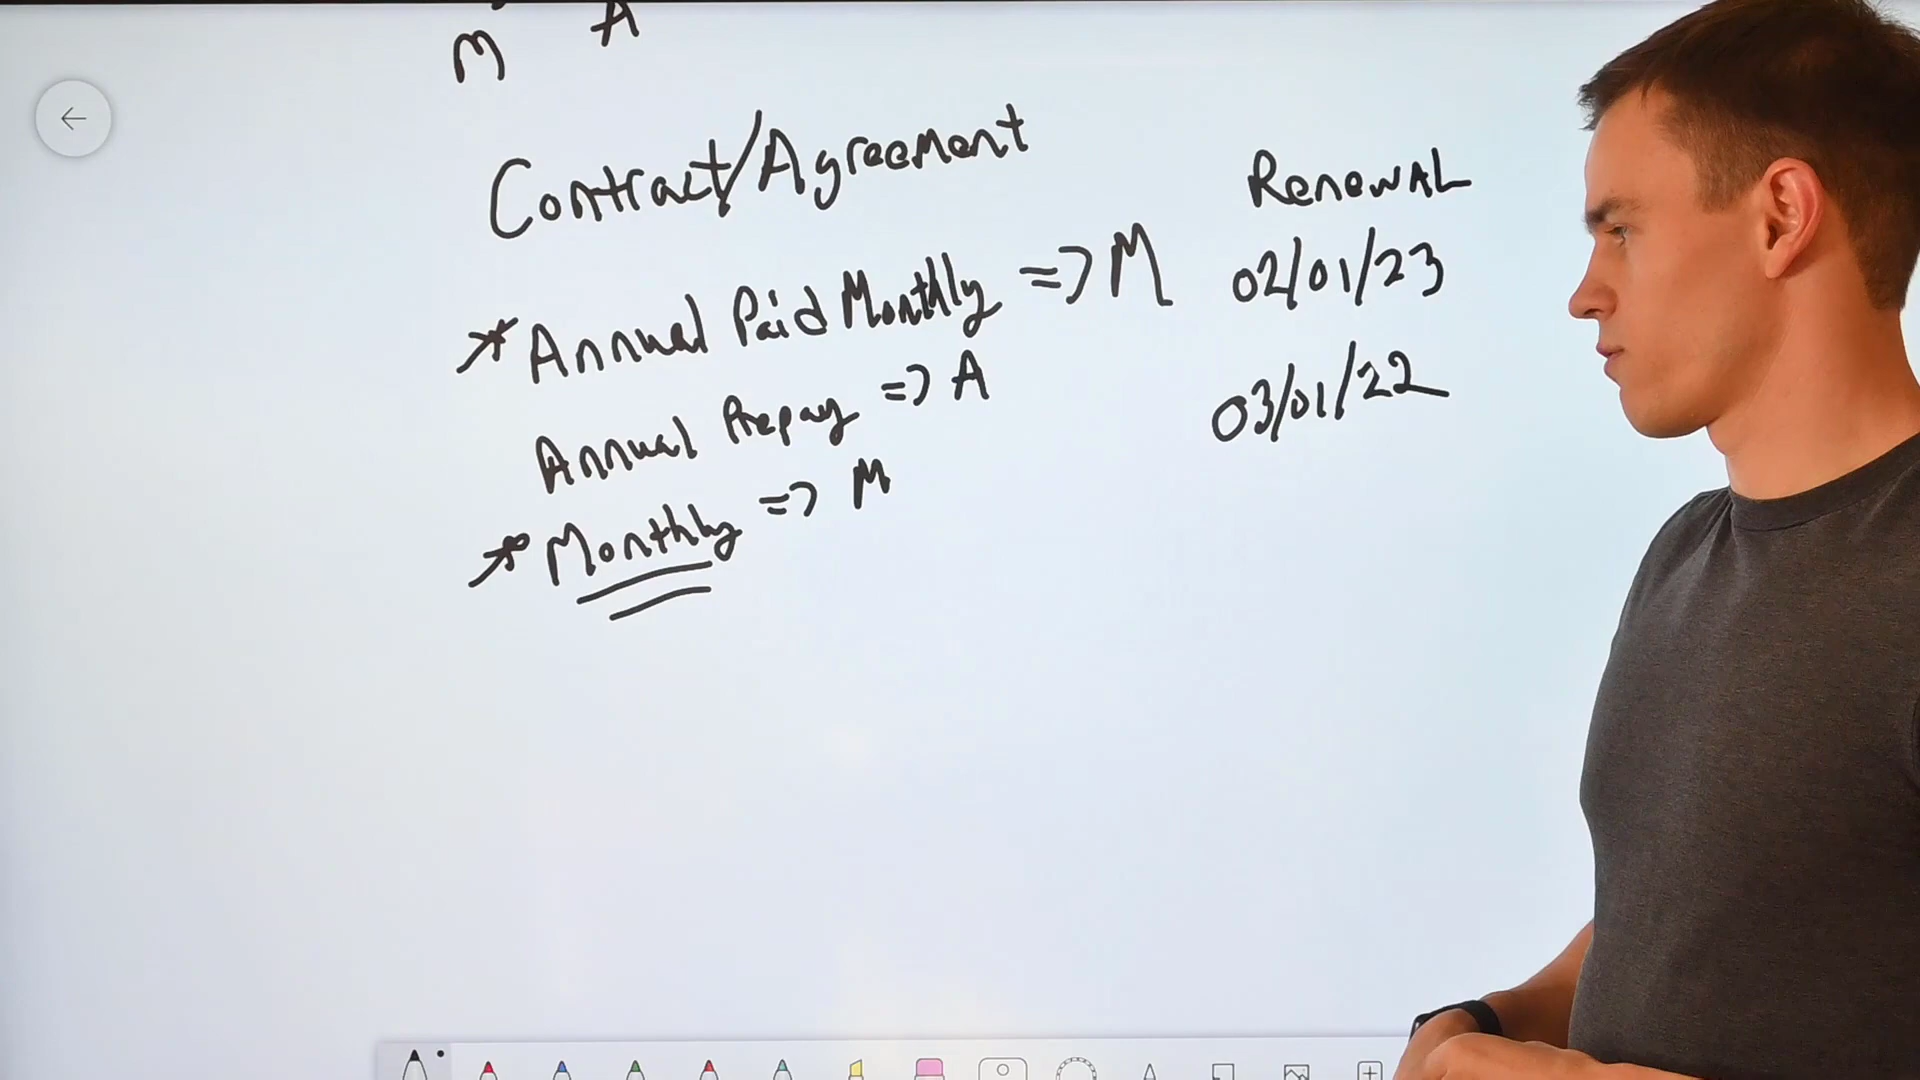 M A
Contract/Agreement
Renewal
* Annual Paid Monthly => M 02/01/23
Annual Prepay => A 03/01/22
* Monthly => M